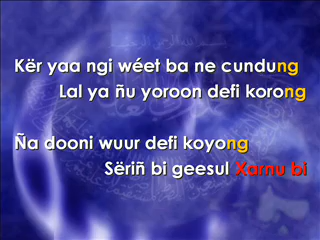 Kër yaa ngi wéet ba ne cundung
Lal ya ñu yoroon defi korong
Ña dooni wuur defi koyong
Sëriñ bi geesul Xarnu bi